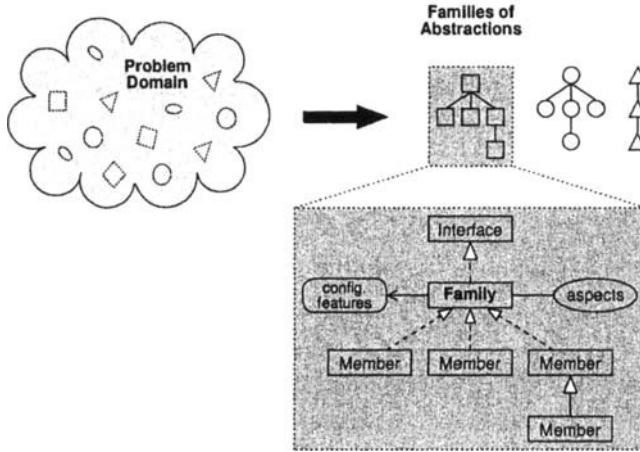 Families of
Abstractions
Problem
Domain
Interface
config.
features
Family
aspects
Member
Member
Member
Member